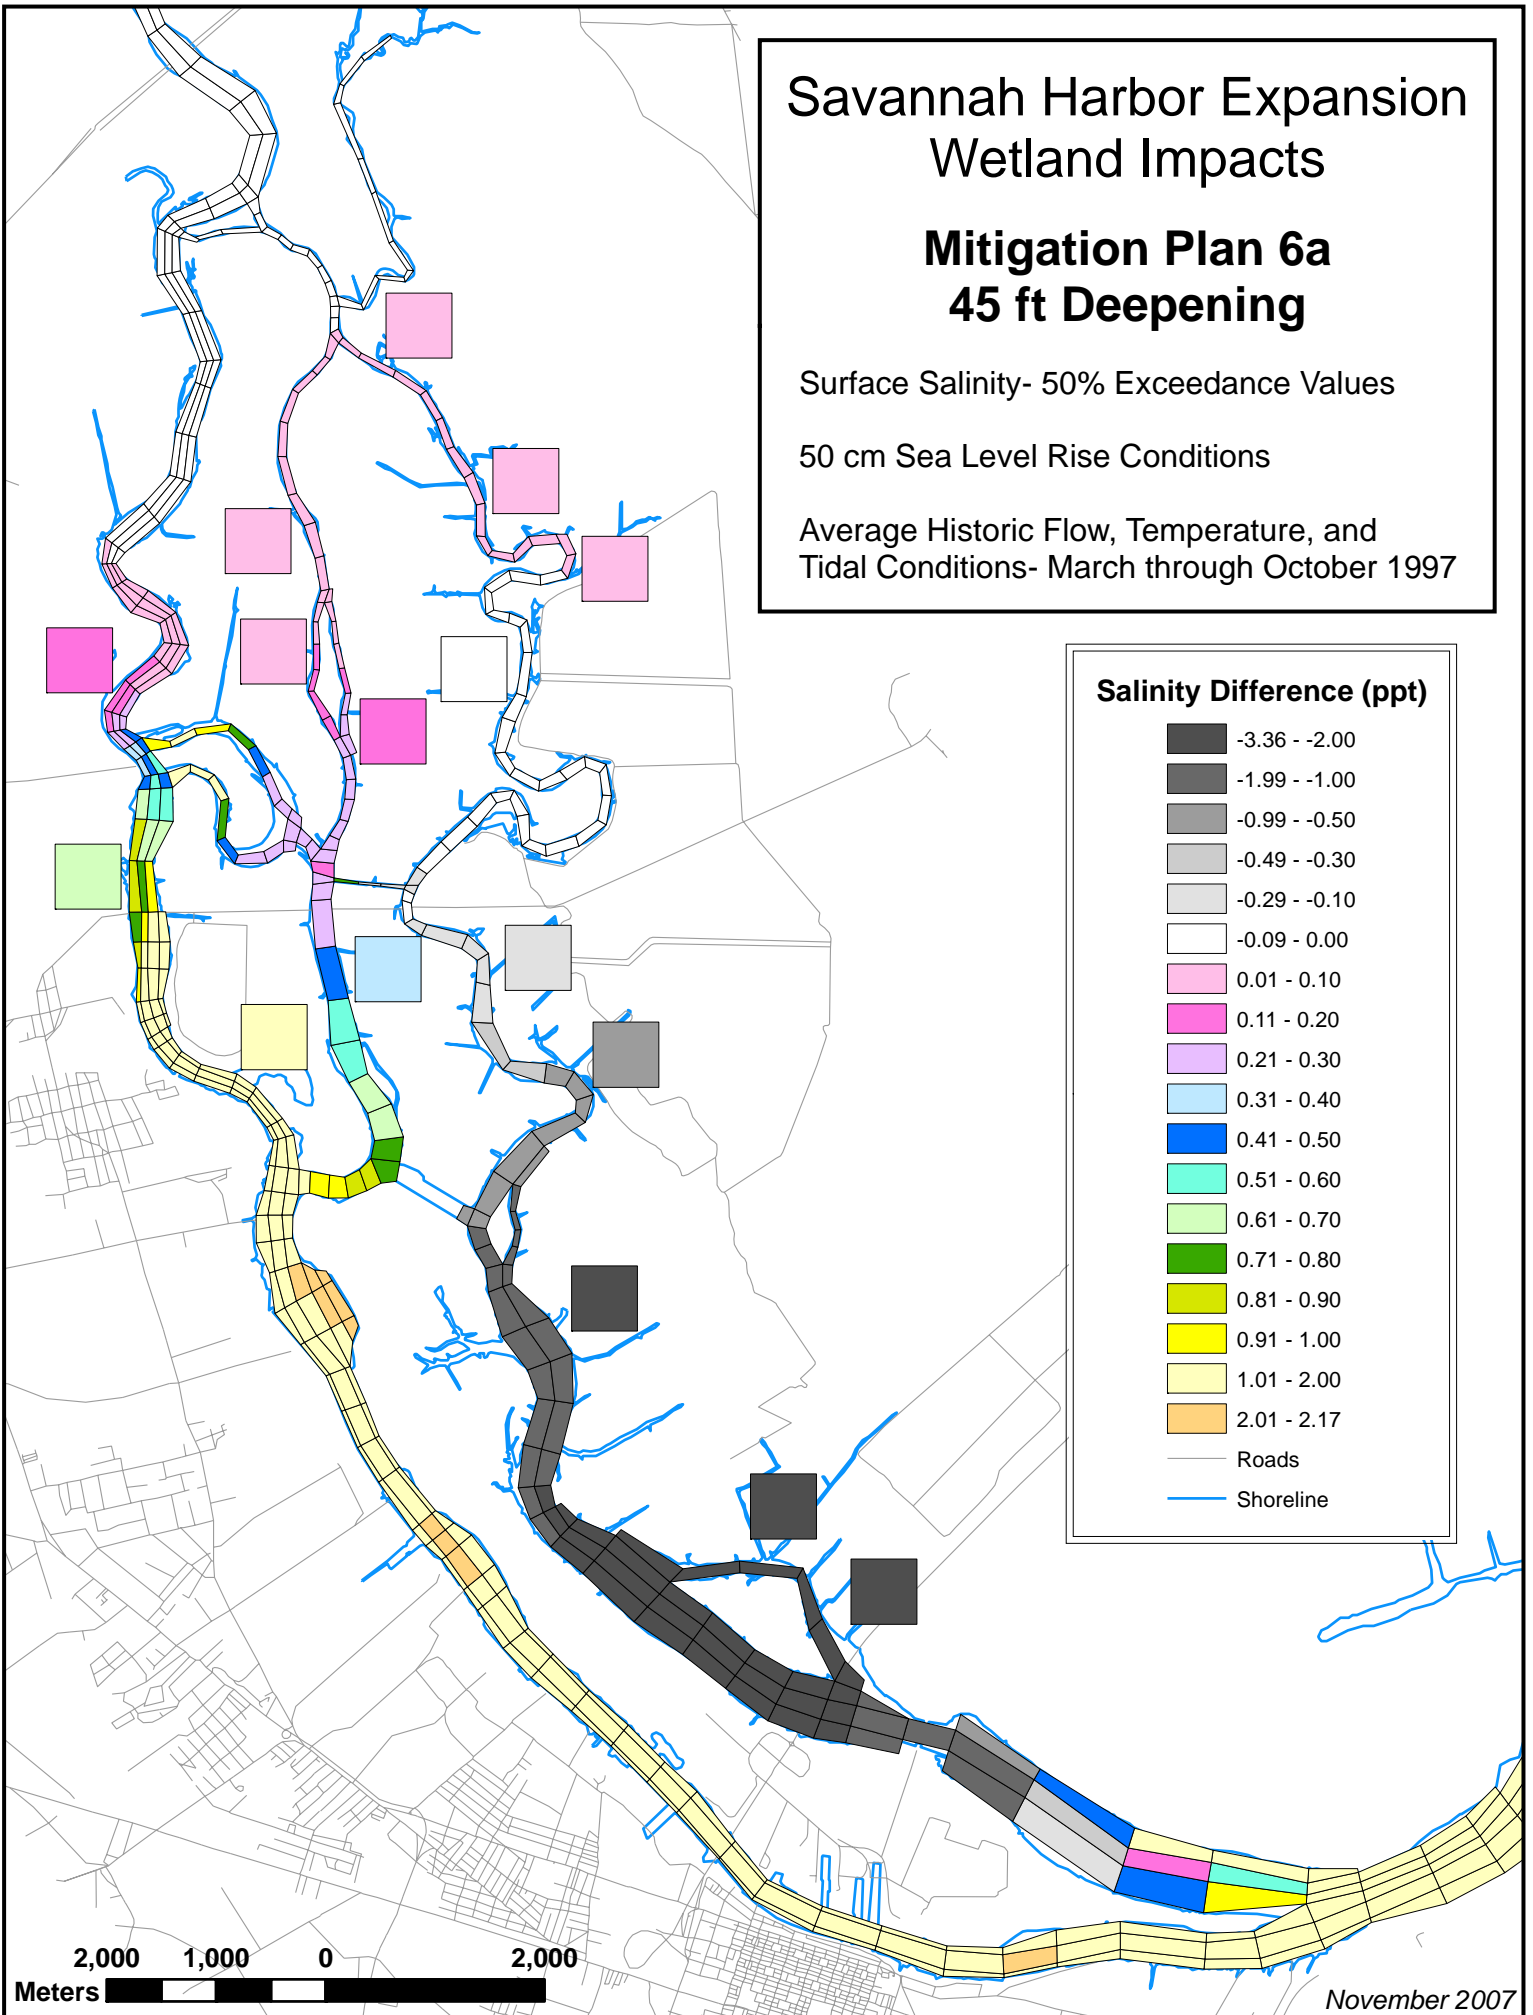 Savannah Harbor Expansion
Wetland Impacts
Mitigation Plan 6a
45 ft Deepening
Surface Salinity- 50% Exceedance Values
50 cm Sea Level Rise Conditions
Average Historic Flow, Temperature, and
Tidal Conditions- March through October 1997
Salinity Difference (ppt)
-3.36 - -2.00
-1.99 - -1.00
-0.99 - -0.50
-0.49 - -0.30
-0.29 - -0.10
-0.09 - 0.00
0.01 - 0.10
0.11 - 0.20
0.21 - 0.30
0.31 - 0.40
0.41 - 0.50
0.51 - 0.60
0.61 - 0.70
0.71 - 0.80
0.81 - 0.90
0.91 - 1.00
1.01 - 2.00
2.01 - 2.17
Roads
Shoreline
2,000 1,000 0 2,000
Meters
November 2007